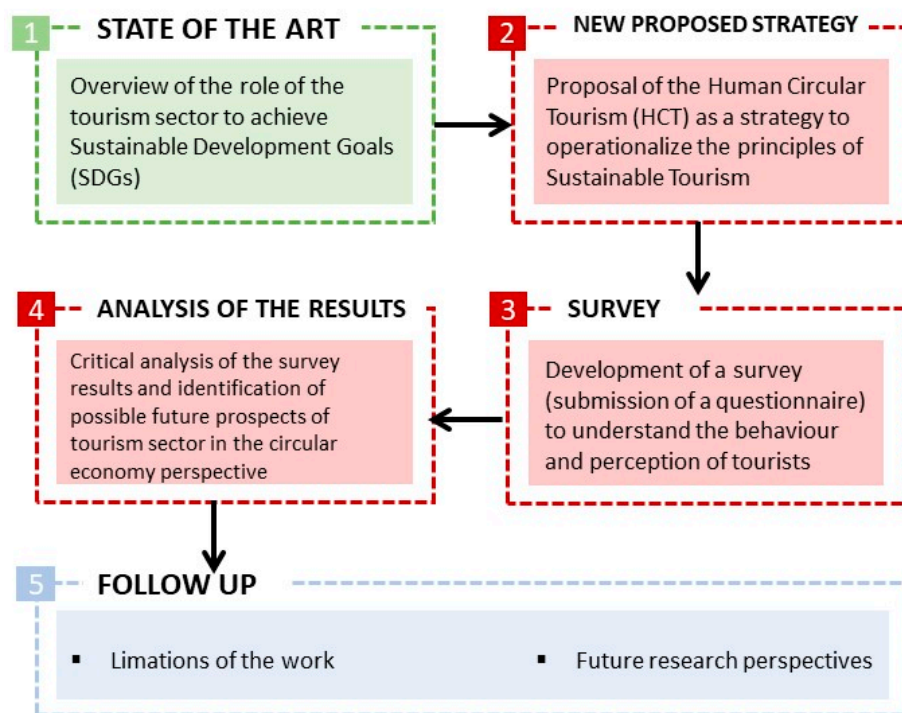 1 STATE OF THE ART
Overview of the role of the
tourism sector to achieve
Sustainable Development Goals
(SDGs)
2 NEW PROPOSED STRATEGY
Proposal of the Human Circular
Tourism (HCT) as a strategy to
operationalize the principles of
Sustainable Tourism
3 SURVEY
Development of a survey
(submission of a questionnaire)
to understand the behaviour
and perception of tourists
4 ANALYSIS OF THE RESULTS
Critical analysis of the survey
results and identification of
possible future prospects of
tourism sector in the circular
economy perspective
5 FOLLOW UP
▪ Limations of the work
▪ Future research perspectives